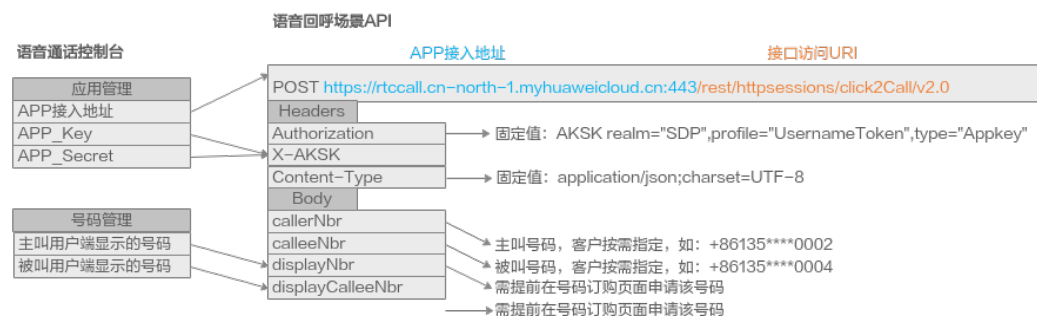 语音回呼场景API
语音通话控制台
APP接入地址
接口访问URI
应用管理
APP接入地址
APP_Key
APP_Secret
POST https://rtccall.cn-north-1.myhuaweicloud.cn:443/rest/httpsessions/click2Call/v2.0
Headers
Authorization
固定值：AKSK realm="SDP",profile="UsernameToken",type="Appkey"
X-AKSK
Content-Type
固定值：application/json;charset=UTF-8
Body
号码管理
主叫用户端显示的号码
被叫用户端显示的号码
callerNbr
calleeNbr
displayNbr
displayCalleeNbr
主叫号码，客户按需指定，如：+86135****0002
被叫号码，客户按需指定，如：+86135****0004
需提前在号码订购页面申请该号码
需提前在号码订购页面申请该号码